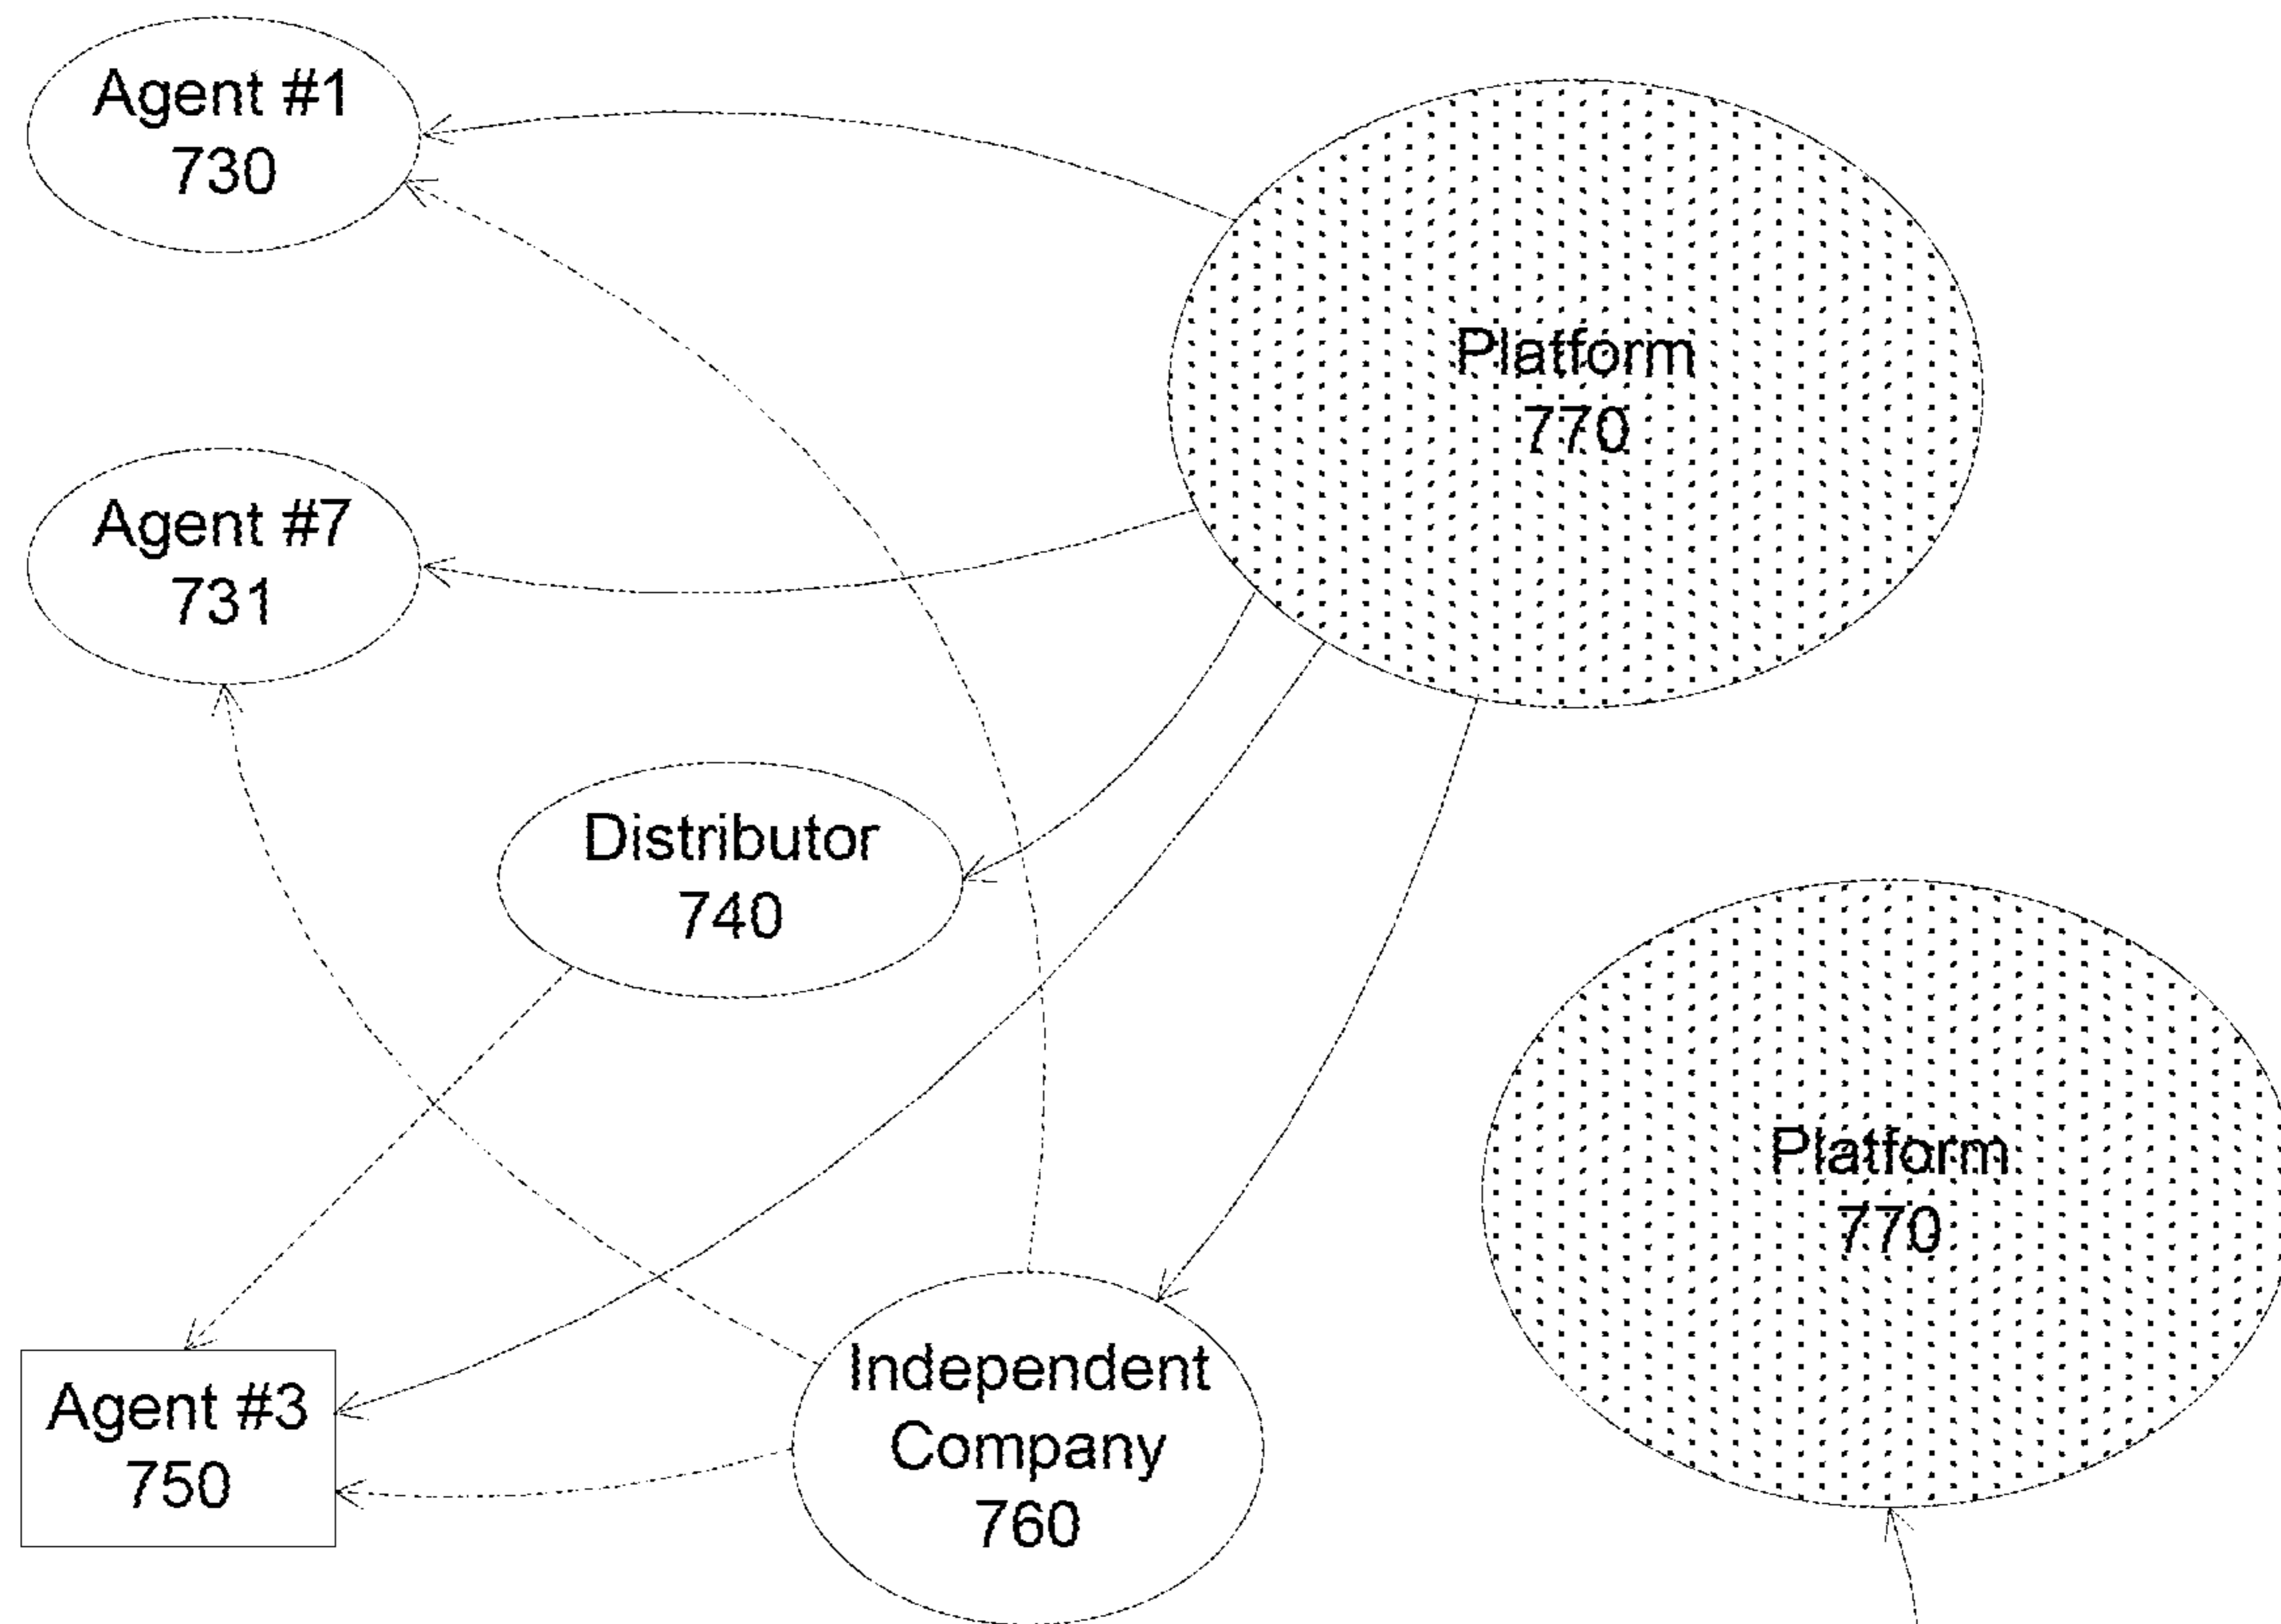 Agent #1
730
Platform
770
Agent #7
731
Distributor
740
Platform
770
Agent #3
750
Independent
Company
760